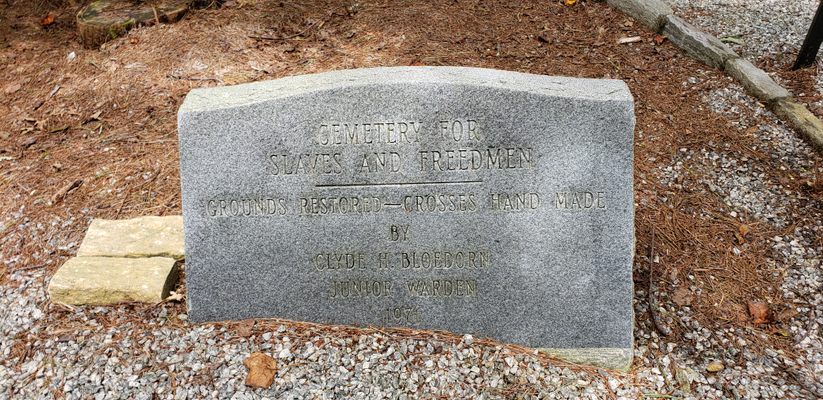 CEMETERY FOR
SLAVES AND FREEDMEN
GROUNDS RESTORED—CROSSES HAND MADE
BY
CLYDE H. BLOEDORN
JUNIOR WARDEN